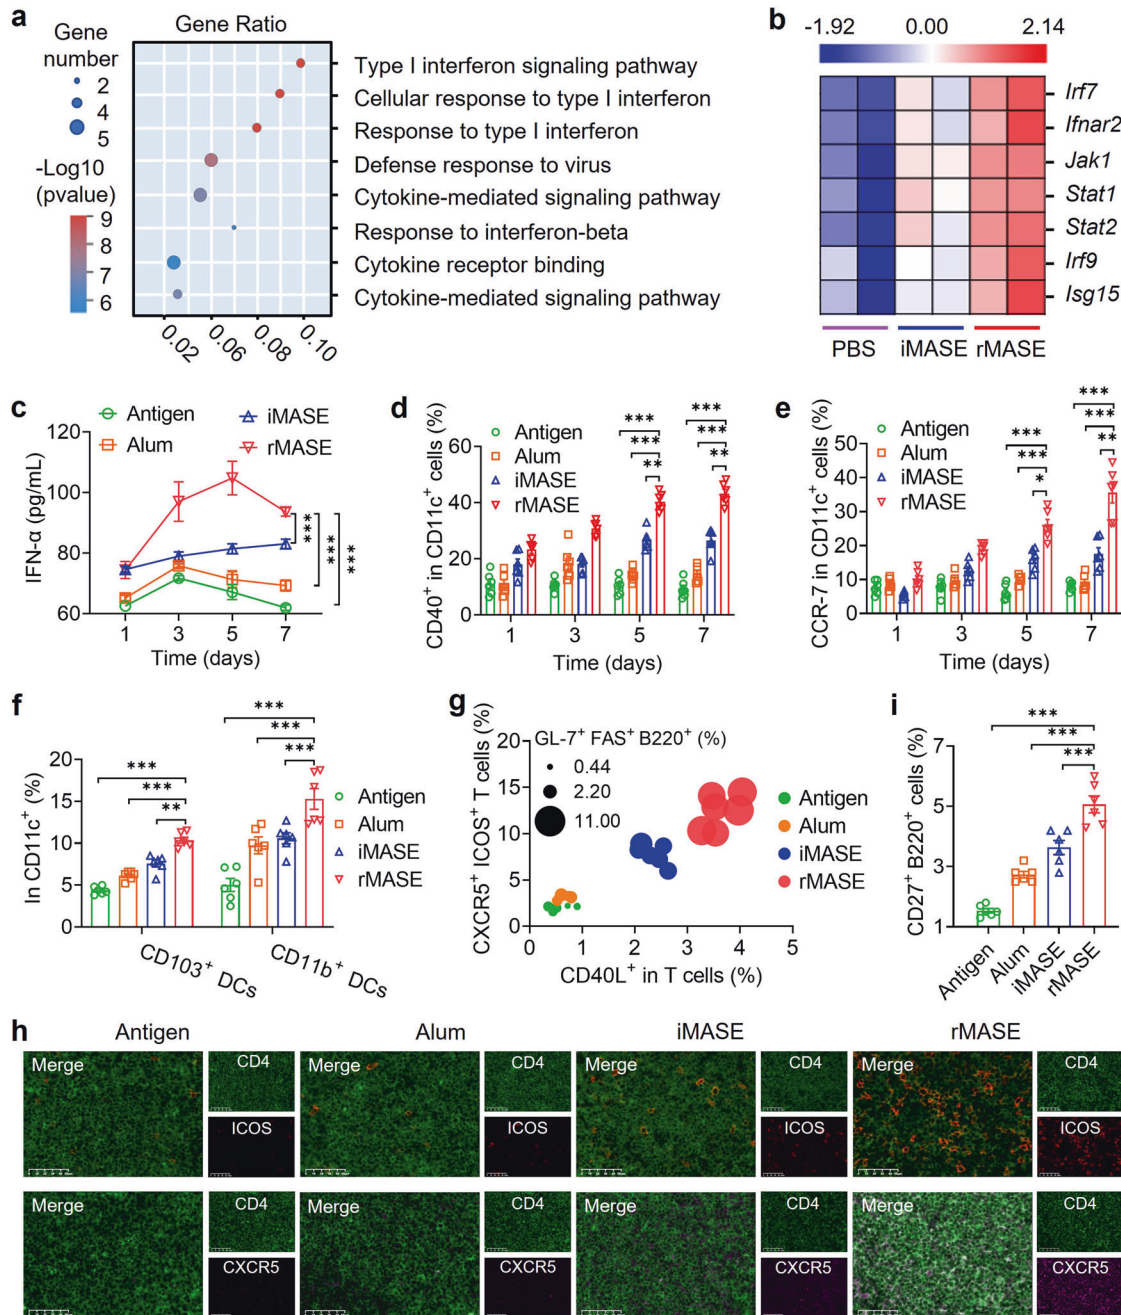 a
Gene Ratio
Gene
number
2
4
5
-Log10
(pvalue)
9
8
7
6
Type I interferon signaling pathway
Cellular response to type I interferon
Response to type I interferon
Defense response to virus
Cytokine-mediated signaling pathway
Response to interferon-beta
Cytokine receptor binding
Cytokine-mediated signaling pathway
0.02 0.06 0.08 0.10
b
-1.92 0.00 2.14
Irf7
Ifnar2
Jak1
Stat1
Stat2
Irf9
Isg15
PBS iMASE rMASE
c
Antigen iMASE
Alum rMASE
IFN-α (pg/mL)
120
100
80
60
***
***
***
1 3 5 7
Time (days)
d
CD40+ in CD11c+ cells (%)
Antigen
Alum
iMASE
rMASE
60
40
20
0
***
***
**
***
***
**
1 3 5 7
Time (days)
e
CCR-7 in CD11c+ cells (%)
Antigen
Alum
iMASE
rMASE
50
40
30
20
10
0
***
***
*
***
***
**
1 3 5 7
Time (days)
f
In CD11c+ (%)
20
15
10
5
0
***
***
**
***
***
***
Antigen
Alum
iMASE
rMASE
CD103+ DCs
CD11b+ DCs
g
CXCR5+ ICOS+ T cells (%)
GL-7+ FAS+ B220+ (%)
0.44
2.20
11.00
20
15
10
5
0
0 1 2 3 4 5
CD40L+ in T cells (%)
Antigen
Alum
iMASE
rMASE
i
CD27+ B220+ cells (%)
7
5
3
1
***
***
***
Antigen
Alum
iMASE
rMASE
h
Antigen Alum iMASE rMASE
Merge CD4 Merge CD4 Merge CD4 Merge CD4
ICOS ICOS ICOS ICOS
Merge CD4 Merge CD4 Merge CD4 Merge CD4
CXCR5 CXCR5 CXCR5 CXCR5